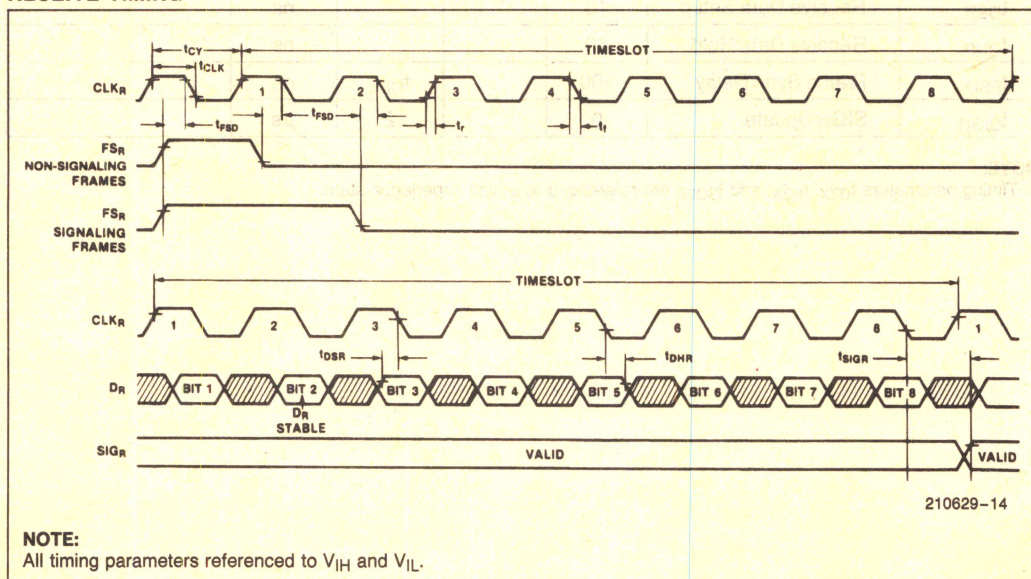 tCY
TIMESLOT
tCLK
CLKR
1 2 3 4 5 6 7 8
tFSD tFSD tr tf
FSR
NON-SIGNALING
FRAMES
FSR
SIGNALING
FRAMES
TIMESLOT
CLKR
1 2 3 4 5 6 7 8 1
tDSR tDHR tSIGR
DR
BIT 1 BIT 2 BIT 3 BIT 4 BIT 5 BIT 6 BIT 7 BIT 8
DR
STABLE
SIGR
VALID VALID
210629-14
NOTE:
All timing parameters referenced to VIH and VIL.